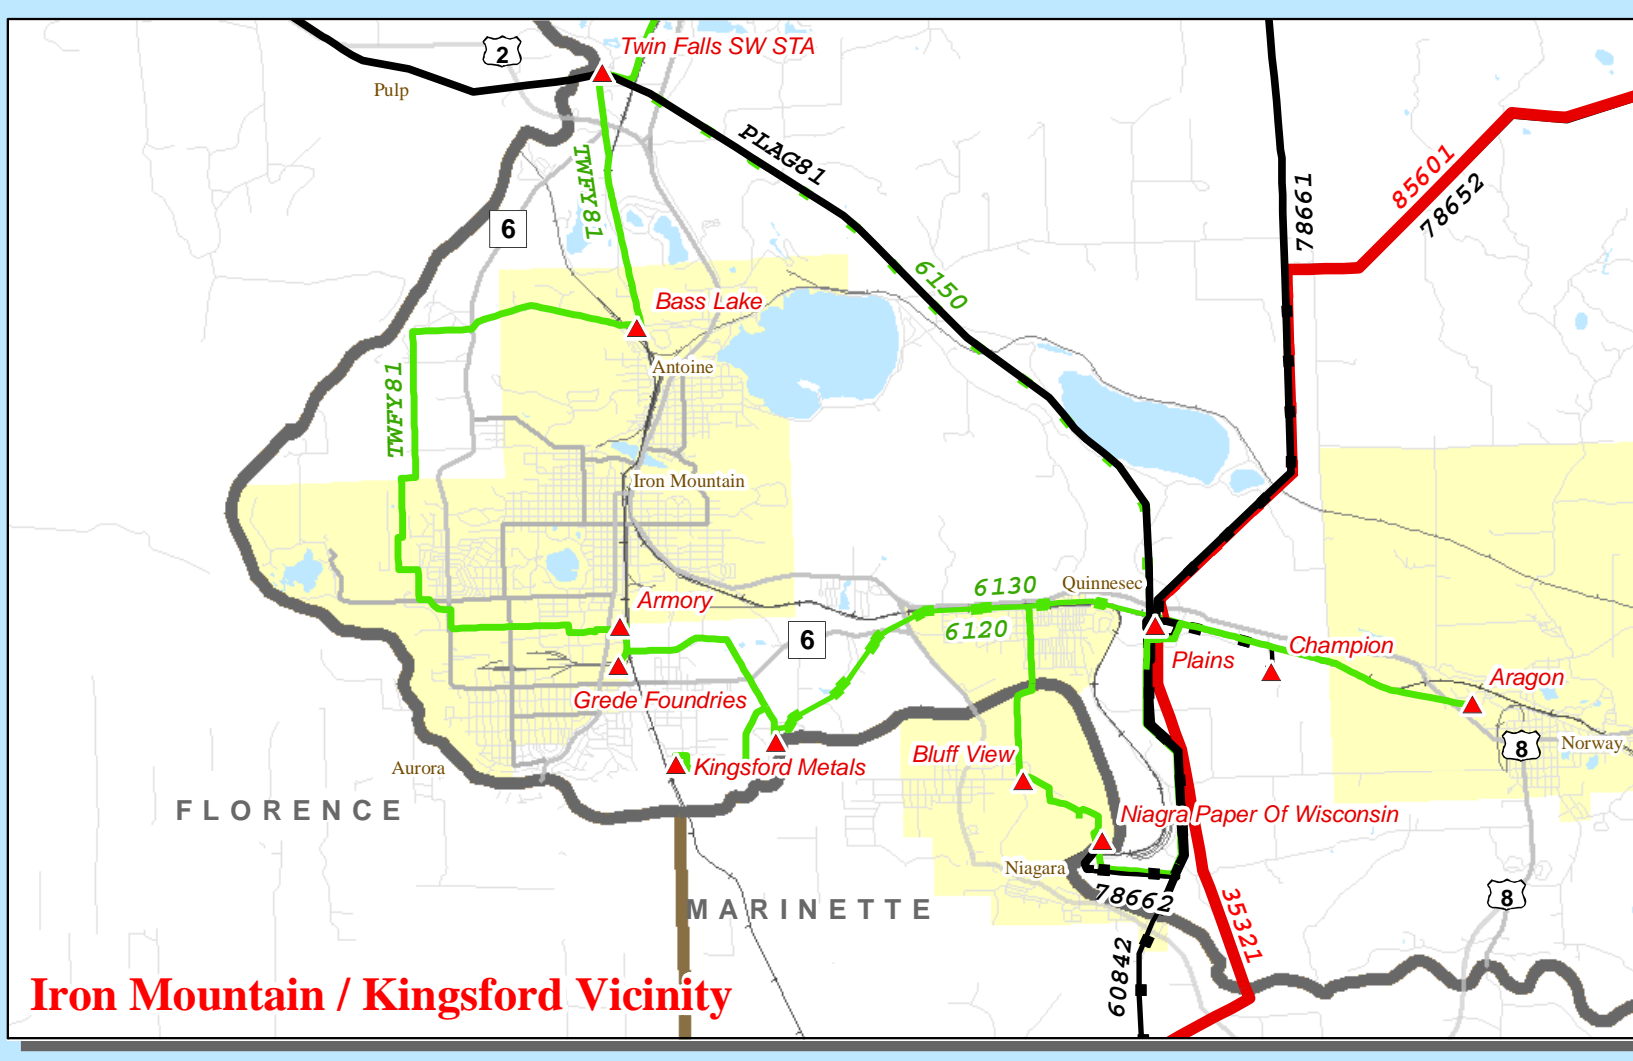 Twin Falls SW STA
2
Pulp
PLAG81
TWFY81
85601
78652
78661
6
6150
Bass Lake
Antoine
TWFY81
Iron Mountain
6130
Quinnesec
Armory
6120
6
Champion
Plains
Aragon
Grede Foundries
8
Norway
Bluff View
Kingsford Metals
Aurora
FLORENCE
Niagra Paper Of Wisconsin
Niagara
78662
8
MARINETTE
35321
60842
Iron Mountain / Kingsford Vicinity